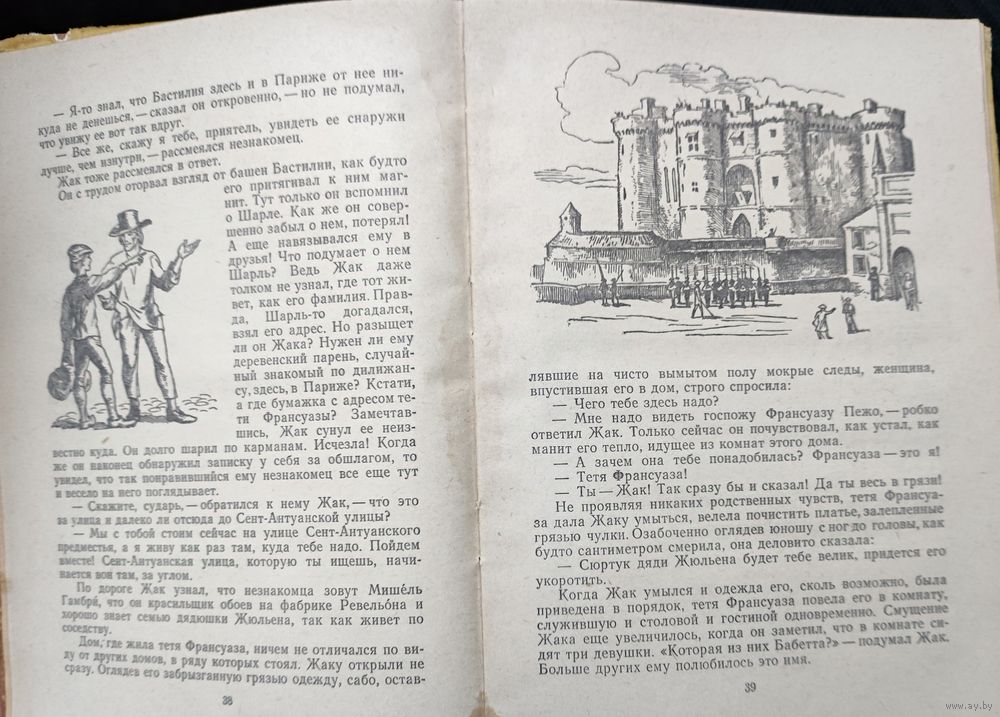 — Я-то знал, что Бастилия здесь и в Париже от нее ни-
куда не денешься,— сказал он откровенно,— но не подумал,
что увижу ее вот так вдруг.
— Все же, скажу я тебе, приятель, увидеть ее снаружи
лучше, чем изнутри,— рассмеялся незнакомец.
Жак тоже рассмеялся в ответ.
Он с трудом оторвал взгляд от башен Бастилии, как будто
его притягивал к ним маг-
нит. Тут только он вспомнил
о Шарле. Как же он совер-
шенно забыл о нем, потерял!
А еще навязывался ему в
друзья! Что подумает о нем
Шарль? Ведь Жак даже
толком не узнал, где тот жи-
вет, как его фамилия. Прав-
да, Шарль-то догадался,
взял его адрес. Но разыщет
ли он Жака? Нужен ли ему
деревенский парень, случай-
ный знакомый по дилижан-
су, здесь, в Париже? Кстати,
а где бумажка с адресом те-
ти Франсуазы? Замечтав-
шись, Жак сунул ее неиз-
вестно куда. Он долго шарил по карманам. Исчезла! Когда
же он наконец обнаружил записку у себя за обшлагом, то
увидел, что так понравившийся ему незнакомец все еще тут
и весело на него поглядывает.
— Скажите, сударь,— обратился к нему Жак,— что это
за улица и далеко ли отсюда до Сент-Антуанской улицы?
— Мы с тобой стоим сейчас на улице Сент-Антуанского
предместья, а я живу как раз там, куда тебе надо. Пойдем
вместе! Сент-Антуанская улица, которую ты ищешь, начи-
нается вон там, за углом.
По дороге Жак узнал, что незнакомца зовут Мишéль
Гамбрú, что он красильщик обоев на фабрике Ревельóна и
хорошо знает семью дядюшки Жюльена, так как живет по
соседству.
Дом, где жила тетя Франсуаза, ничем не отличался по ви-
ду от других домов, в ряду которых стоял. Жаку открыли не
сразу. Оглядев его забрызганную грязью одежду, сабо, остав-
38
лявшие на чисто вымытом полу мокрые следы, женщина,
впустившая его в дом, строго спросила:
— Чего тебе здесь надо?
— Мне надо видеть госпожу Франсуазу Пежо,— робко
ответил Жак. Только сейчас он почувствовал, как устал, как
манит его тепло, идущее из комнат этого дома.
— А зачем она тебе понадобилась? Франсуаза — это я!
— Тетя Франсуаза!
— Ты — Жак! Так сразу бы и сказал! Да ты весь в грязи!
Не проявляя никаких родственных чувств, тетя Франсуа-
за дала Жаку умыться, велела почистить платье, залепленные
грязью чулки. Озабоченно оглядев юношу с ног до головы, как
будто сантиметром смерила, она деловито сказала:
— Сюртук дяди Жюльена будет тебе велик, придется его
укоротить.
Когда Жак умылся и одежда его, сколь возможно, была
приведена в порядок, тетя Франсуаза повела его в комнату,
служившую и столовой и гостиной одновременно. Смущение
Жака еще увеличилось, когда он заметил, что в комнате си-
дят три девушки. «Которая из них Бабетта?» — подумал Жак.
Больше других ему полюбилось это имя.
39
www.ay.by